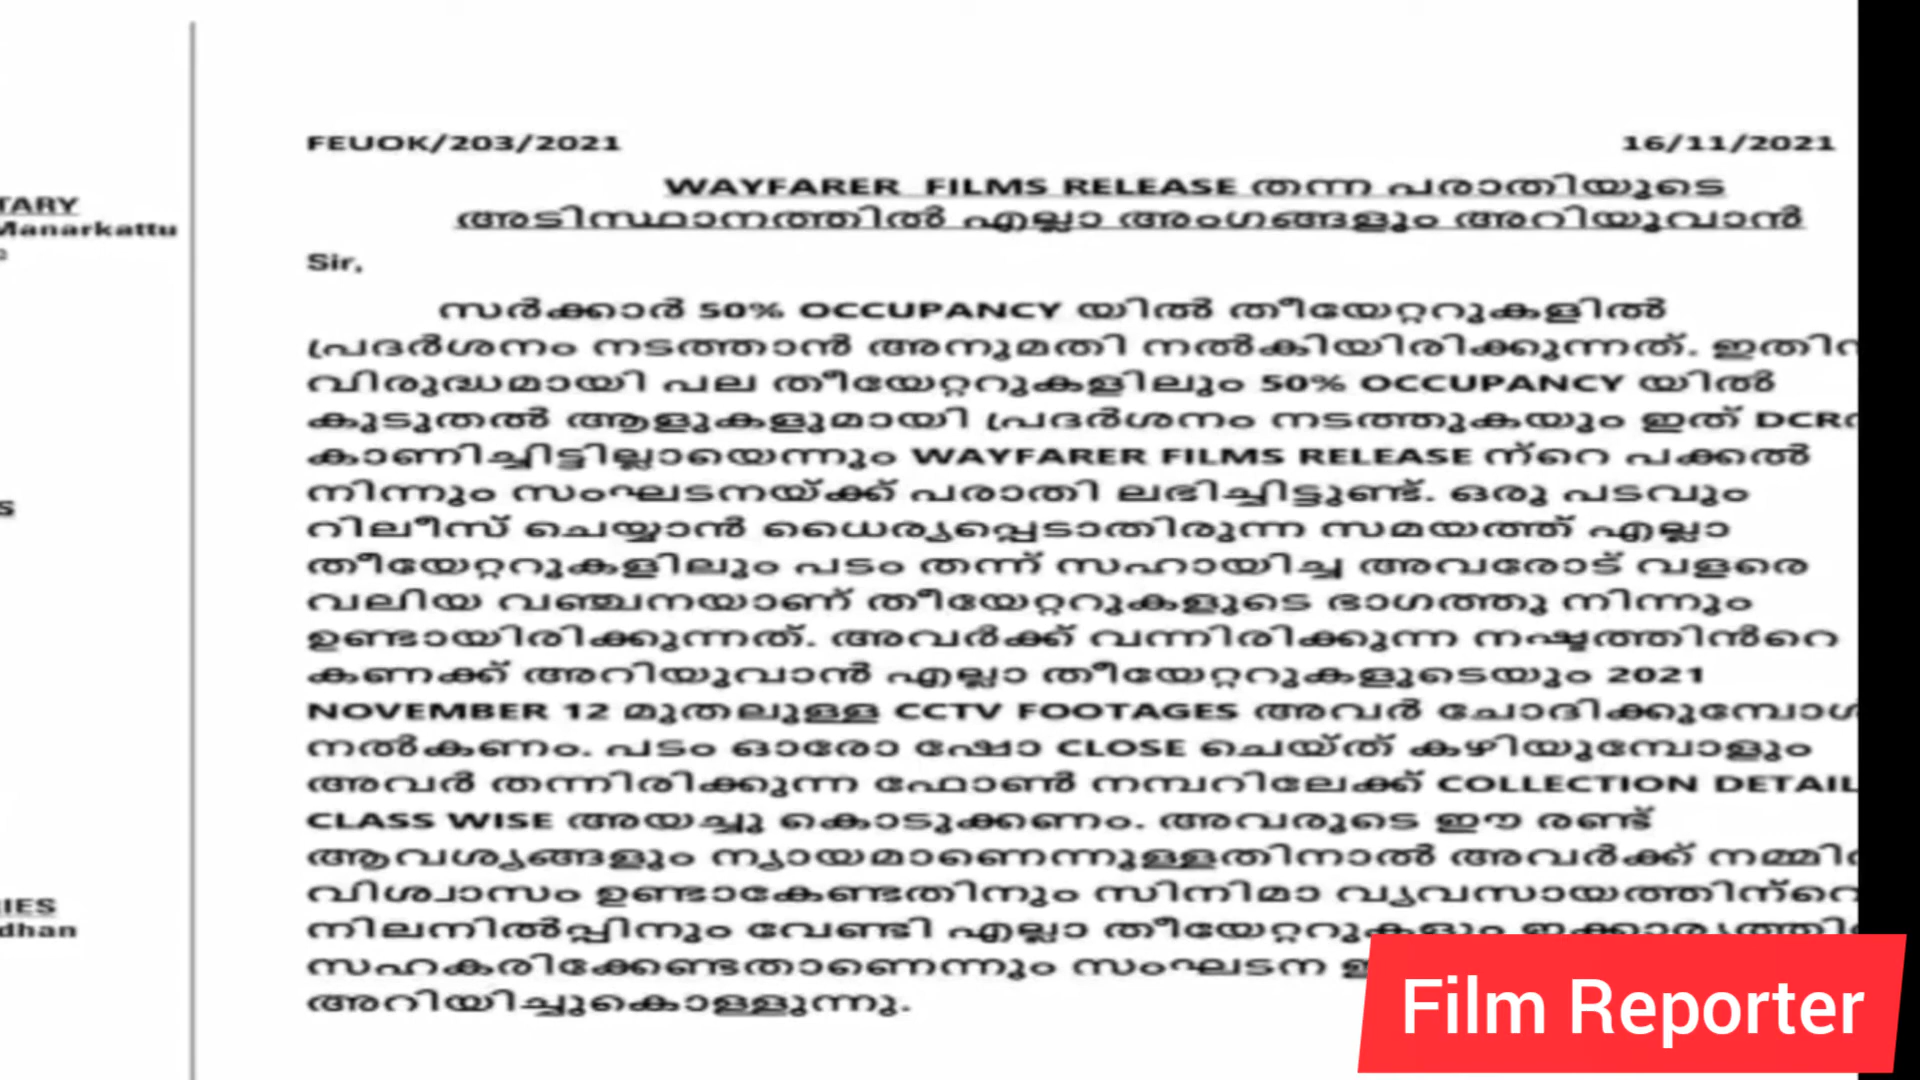 TARY
Manarkattu
S
IES
dhan
FEUOK/203/2021
16/11/2021
WAYFARER FILMS RELEASE തന്ന പരാതിയുടെ
അടിസ്ഥാനത്തിൽ എല്ലാ അംഗങ്ങളും അറിയുവാൻ
Sir,
സർക്കാർ 50% OCCUPANCY യിൽ തീയേറ്ററുകളിൽ
പ്രദർശനം നടത്താൻ അനുമതി നൽകിയിരിക്കുന്നത്.
വിരുദ്ധമായി പല തീയേറ്ററുകളിലും 50% OCCUPANCY യിൽ
കൂടുതൽ ആളുകളുമായി പ്രദർശനം നടത്തുകയും ഇത്
കാണിച്ചിട്ടില്ലായെന്നും WAYFARER FILMS RELEASE ന്റെ പക്കൽ
നിന്നും സംഘടനയ്ക്ക് പരാതി ലഭിച്ചിട്ടുണ്ട്. ഒരു പടവും
റിലീസ് ചെയ്യാൻ ധൈര്യപ്പെടാതിരുന്ന സമയത്ത് എല്ലാ
തീയേറ്ററുകളിലും പടം തന്ന് സഹായിച്ച അവരോട് വളരെ
വലിയ വഞ്ചനയാണ് തീയേറ്ററുകളുടെ ഭാഗത്തു നിന്നും
ഉണ്ടായിരിക്കുന്നത്. അവർക്ക് വന്നിരിക്കുന്ന നഷ്ടത്തിൻറെ
കണക്ക് അറിയുവാൻ എല്ലാ തീയേറ്ററുകളുടെയും 2021
NOVEMBER 12 മുതലുള്ള CCTV FOOTAGES അവർ ചോദിക്കുമ്പോൾ
നൽകണം. പടം ഓരോ ഷോ CLOSE ചെയ്ത് കഴിയുമ്പോളും
അവർ തന്നിരിക്കുന്ന ഫോൺ നമ്പറിലേക്ക് COLLECTION DETAIL
CLASS WISE അയച്ചു കൊടുക്കണം. അവരുടെ ഈ രണ്ട്
ആവശ്യങ്ങളും ന്യായമാണെന്നുള്ളതിനാൽ അവർക്ക്
വിശ്വാസം ഉണ്ടാകേണ്ടതിനും സിനിമാ വ്യവസായത്തിന്റെ
നിലനിൽപ്പിനും വേണ്ടി എല്ലാ തീയേറ്ററുകളും
സഹകരിക്കേണ്ടതാണെന്നും സംഘടന
അറിയിച്ചുകൊള്ളുന്നു.
Film Reporter